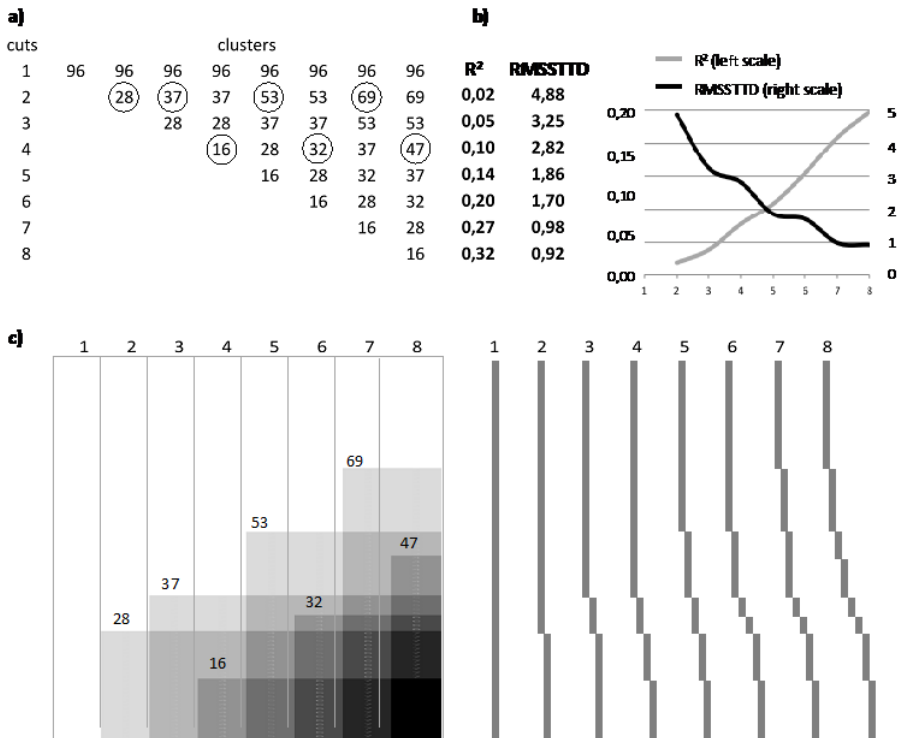 a)
cuts clusters
1 96 96 96 96 96 96 96 96
2 28 37 37 53 53 69 69
3 28 28 37 37 53 53
4 16 28 32 37 47
5 16 28 32 37
6 16 28 32
7 16 28
8 16
b)
R² RMSSTTD
0,02 4,88
0,05 3,25
0,10 2,82
0,14 1,86
0,20 1,70
0,27 0,98
0,32 0,92
R² (left scale)
RMSSTTD (right scale)
0,20 5
0,15 4
3
0,10 2
0,05 1
0,00 0
1 2 3 4 5 6 7 8
c)
1 2 3 4 5 6 7 8
69
53
47
37
32
28
16
1 2 3 4 5 6 7 8